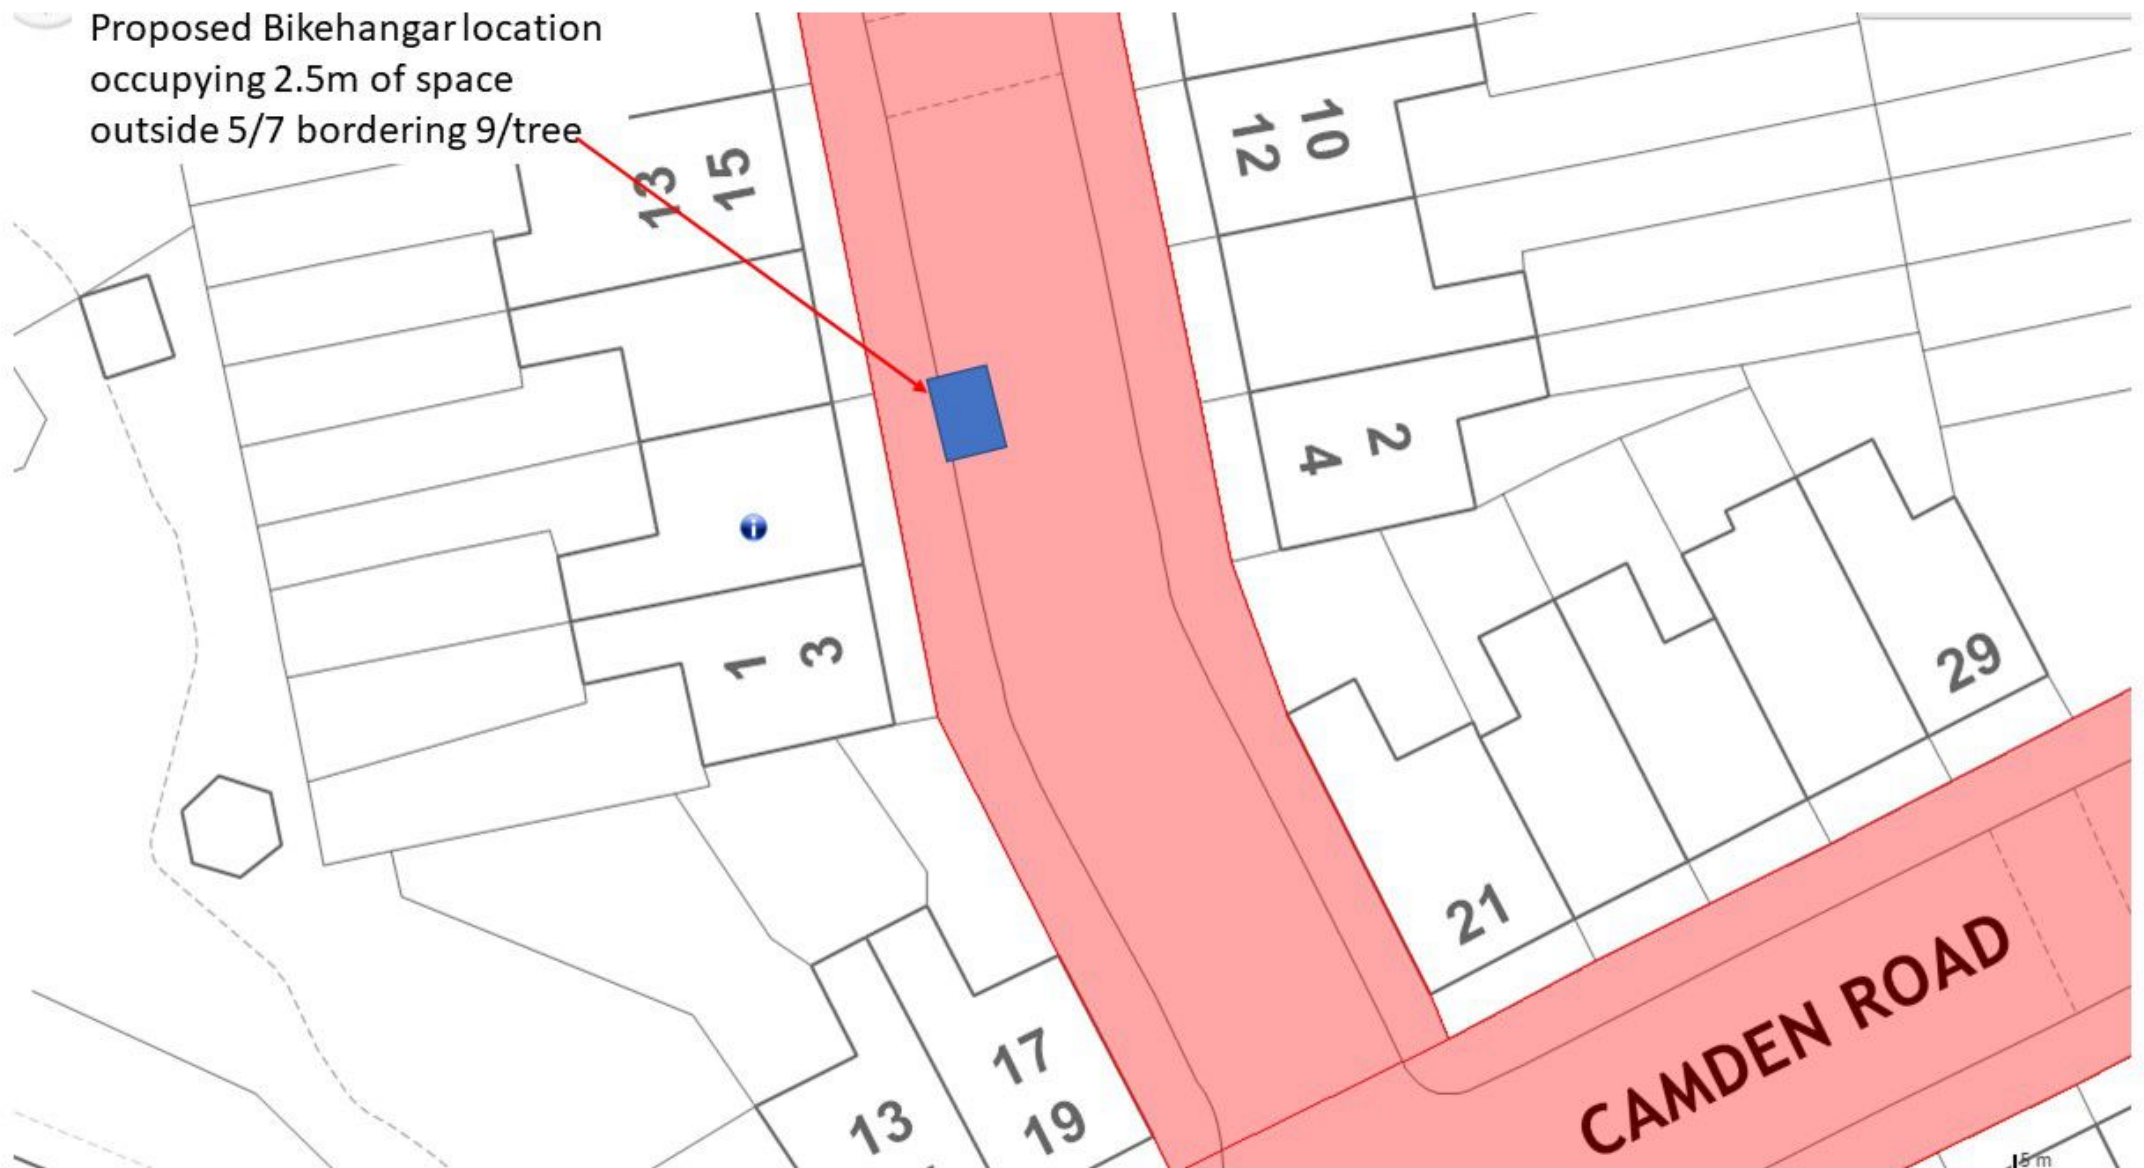 Proposed Bikehangar location
occupying 2.5m of space
outside 5/7 bordering 9/tree
13
15
12
10
4
2
i
1
3
29
21
17
19
13
CAMDEN ROAD
5 m